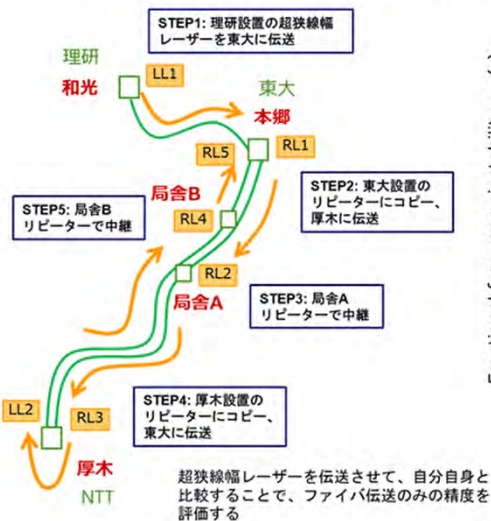 STEP1: 理研設置の超狭線幅
レーザーを東大に伝送
理研
和光
LL1
東大
本郷
RL5
RL1
STEP2: 東大設置の
リピーターにコピー、
厚木に伝送
局舎B
STEP5: 局舎B
リピーターで中継
RL4
RL2
局舎A
STEP3: 局舎A
リピーターで中継
STEP4: 厚木設置の
リピーターにコピー、
東大に伝送
LL2
RL3
厚木
NTT
超狭線幅レーザーを伝送させて、自分自身と
比較することで、ファイバ伝送のみの精度を
評価する